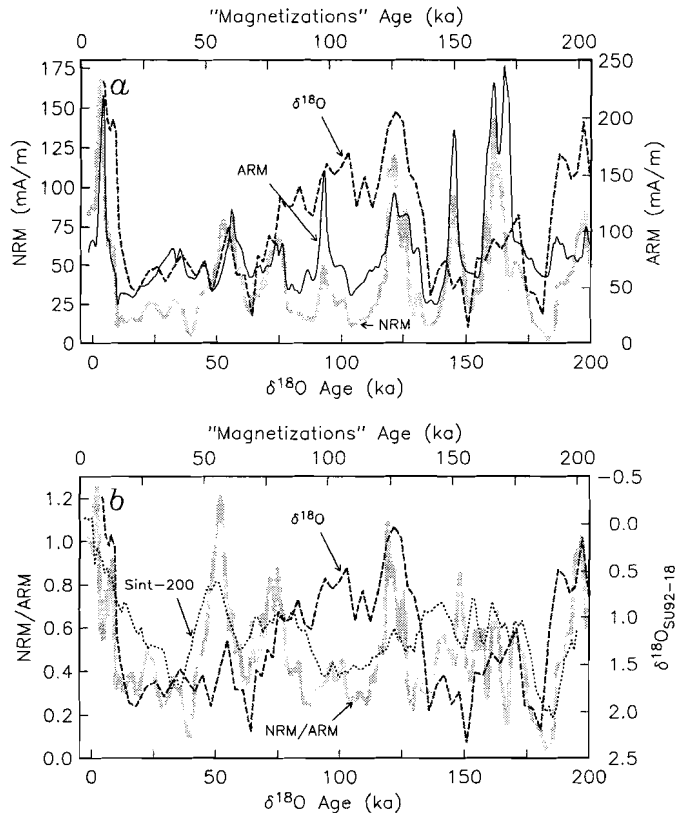 "Magnetizations" Age (ka)
0 50 100 150 200
a
175 150 125 100 75 50 25 0
NRM (mA/m)
250 200 150 100 50 0
ARM (mA/m)
δ¹⁸O
ARM
NRM
0 50 100 150 200
δ¹⁸O Age (ka)
"Magnetizations" Age (ka)
0 50 100 150 200
b
1.2 1.0 0.8 0.6 0.4 0.2 0.0
NRM/ARM
−0.5 0.0 0.5 1.0 1.5 2.0 2.5
δ¹⁸O_SU92−18
δ¹⁸O
Sint−200
NRM/ARM
0 50 100 150 200
δ¹⁸O Age (ka)